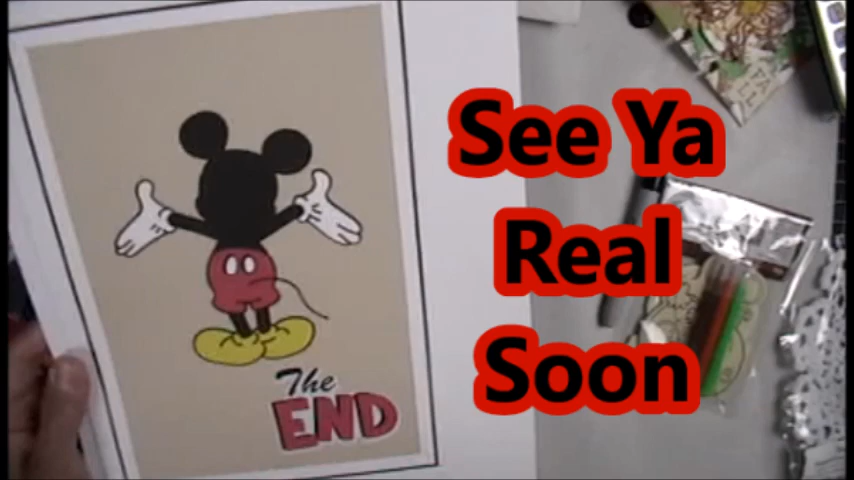 See Ya
Real
Soon
The
END